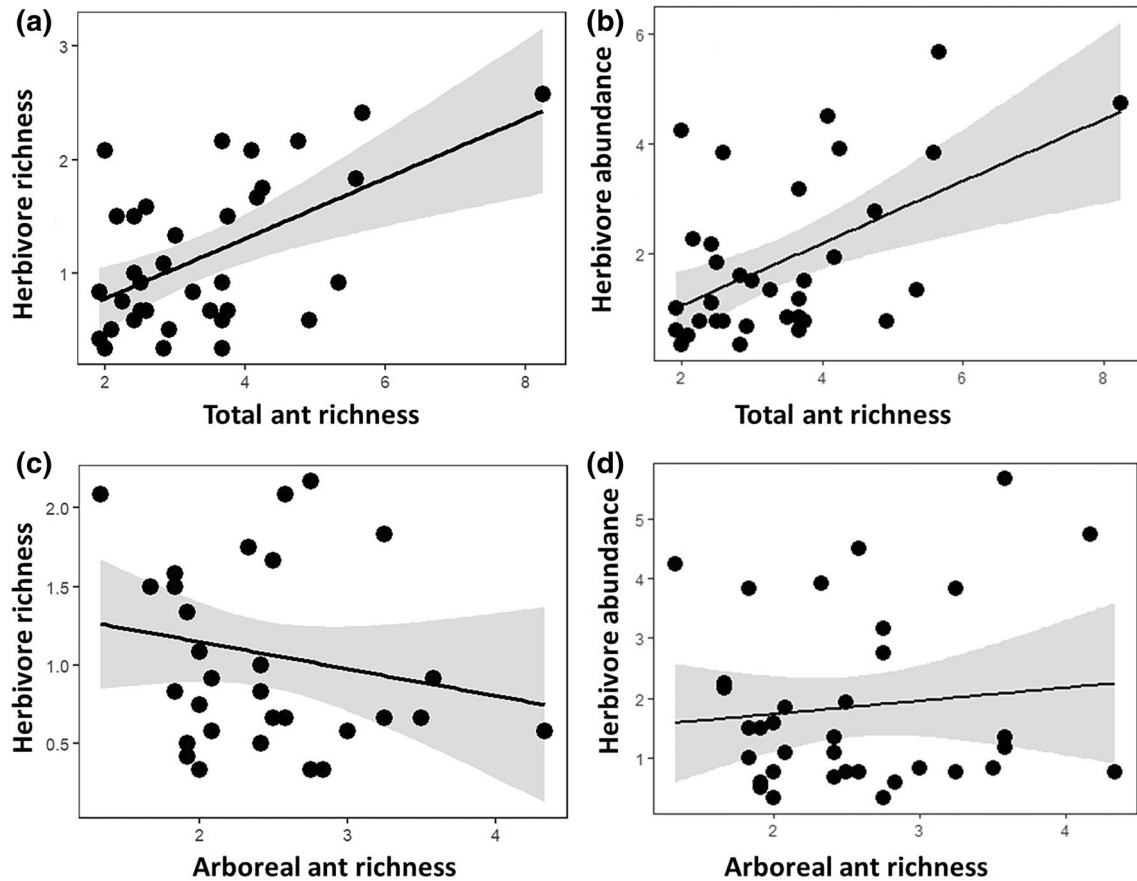 (a)
Herbivore richness
3
2
1
2 4 6 8
Total ant richness
(b)
Herbivore abundance
6
4
2
2 4 6 8
Total ant richness
(c)
Herbivore richness
2.0
1.5
1.0
0.5
2 3 4
Arboreal ant richness
(d)
Herbivore abundance
5
4
3
2
1
2 3 4
Arboreal ant richness